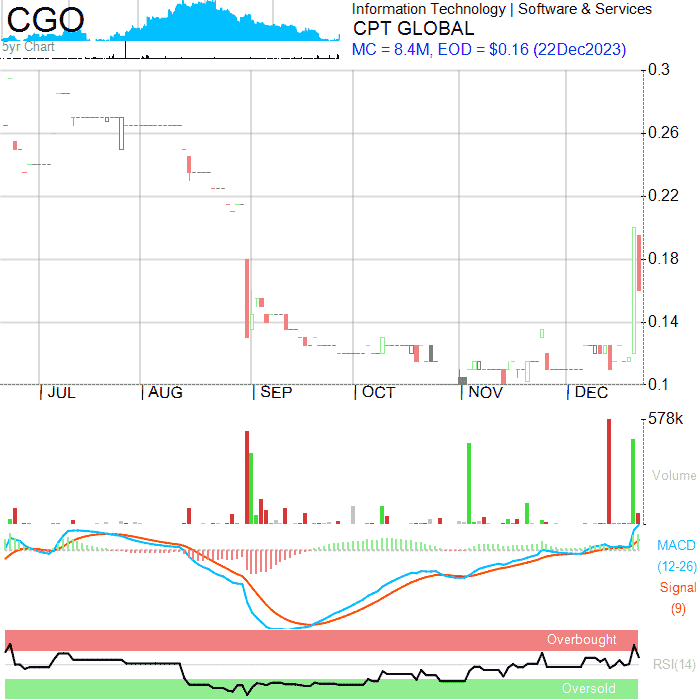 CGO
5yr Chart
Information Technology | Software & Services
CPT GLOBAL
MC = 8.4M, EOD = $0.16 (22Dec2023)
0.3
0.26
0.22
0.18
0.14
0.1
JUL AUG SEP OCT NOV DEC
578k
Volume
MACD
(12-26)
Signal
(9)
Overbought
RSI(14)
Oversold